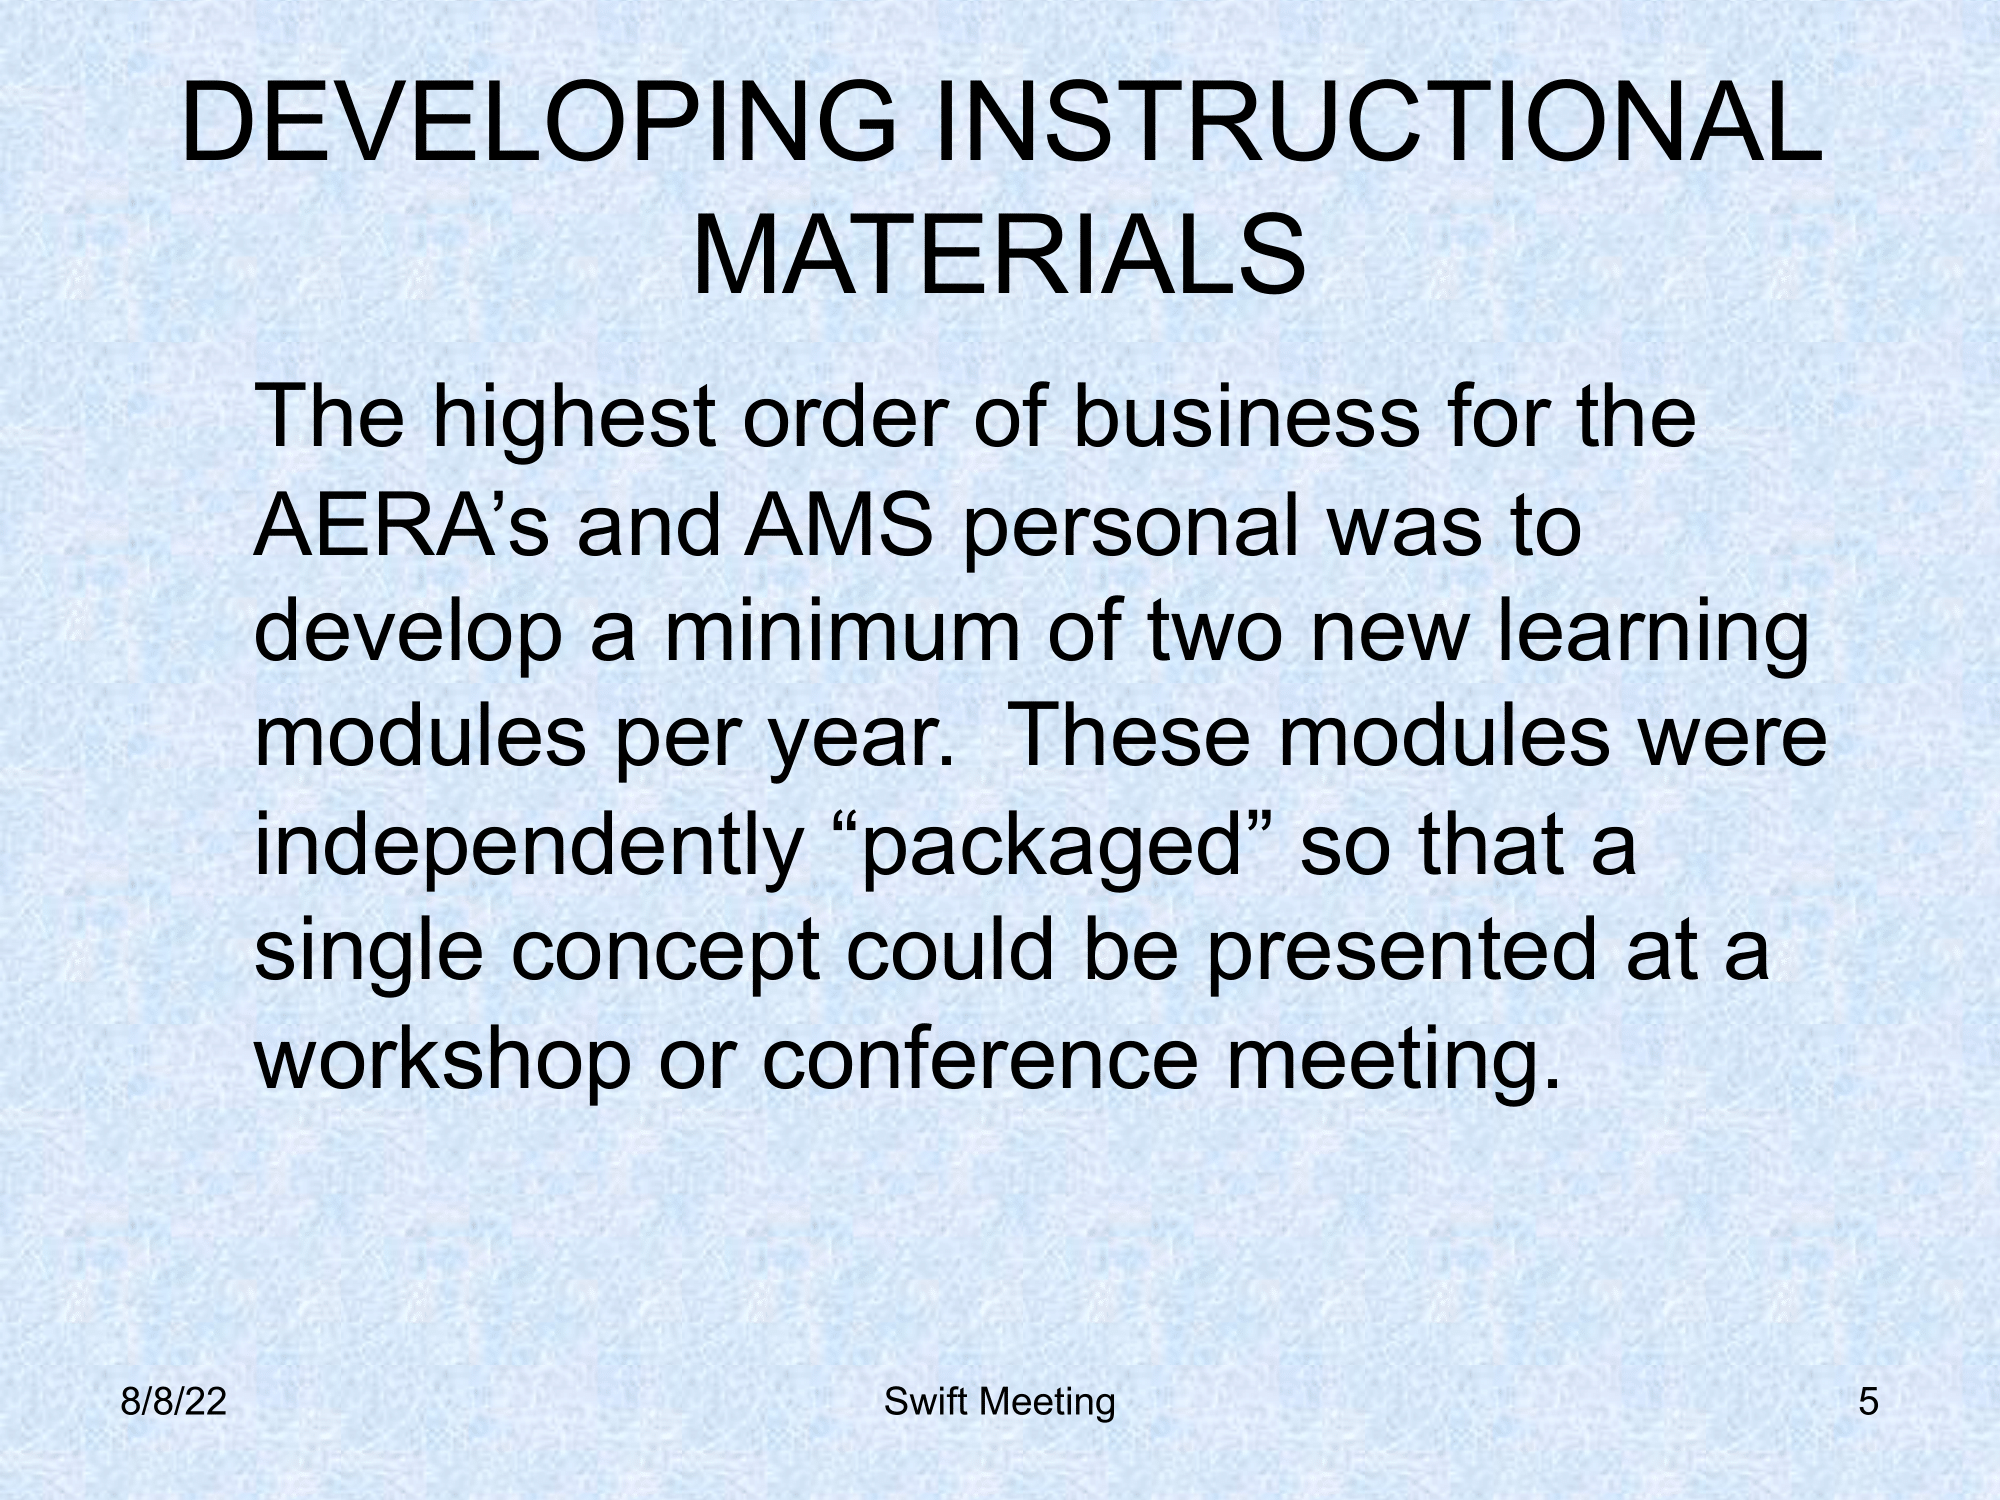 DEVELOPING INSTRUCTIONAL
MATERIALS
The highest order of business for the
AERA’s and AMS personal was to
develop a minimum of two new learning
modules per year.  These modules were
independently “packaged” so that a
single concept could be presented at a
workshop or conference meeting.
8/8/22
Swift Meeting
5